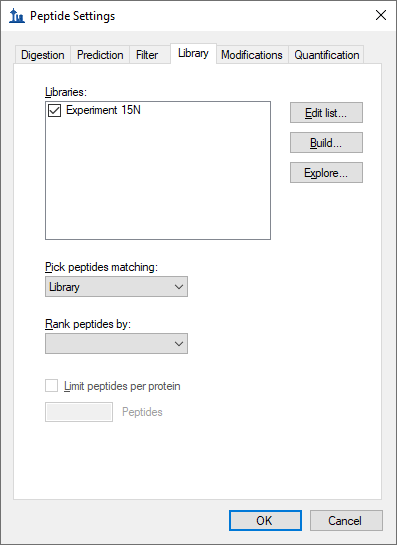 Peptide Settings
Digestion Prediction Filter Library Modifications Quantification
Libraries:
Experiment 15N
Edit list...
Build...
Explore...
Pick peptides matching:
Library
Rank peptides by:
Limit peptides per protein
Peptides
OK Cancel